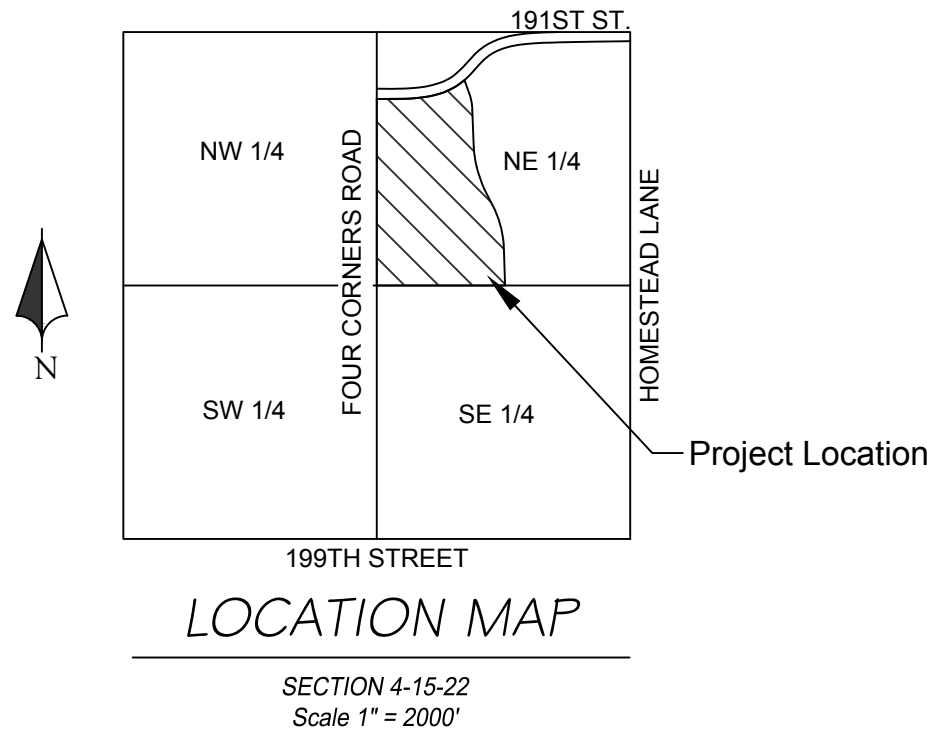 191ST ST.
NW 1/4
NE 1/4
FOUR CORNERS ROAD
HOMESTEAD LANE
N
SW 1/4
SE 1/4
Project Location
199TH STREET
LOCATION MAP
SECTION 4-15-22
Scale 1" = 2000'